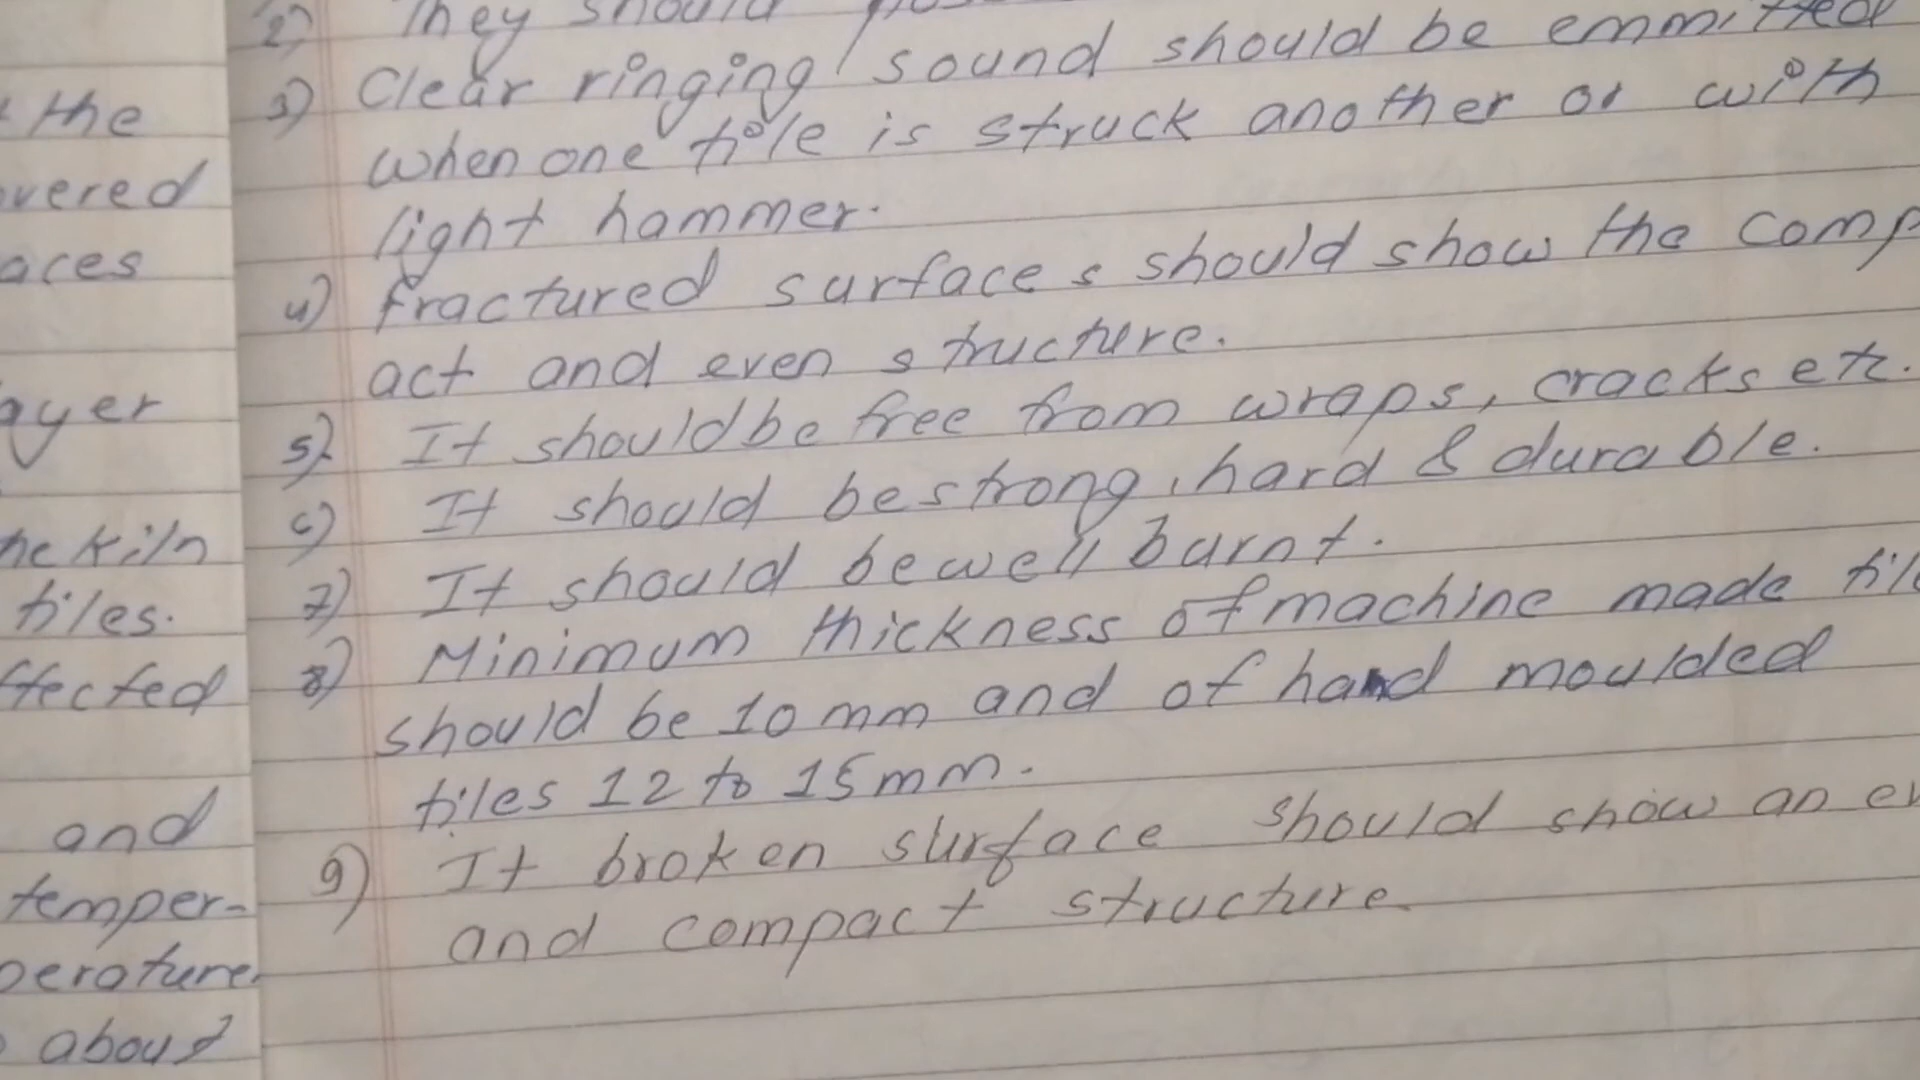 the
vered
aces
ayer
he kiln
tiles.
ffected
and
temper-
perature.
about
2) They should
3) Clear ringing sound should be emmitted
when one tile is struck another or with
light hammer.
4) fractured surfaces should show the comp
act and even structure.
5) It should be free from wraps, cracks etc.
6) It should be strong, hard & durable.
7) It should be well burnt.
8) Minimum thickness of machine made tile
should be 10 mm and of hand moulded
tiles 12 to 15 mm.
9) It broken surface should show an ev
and compact structure.